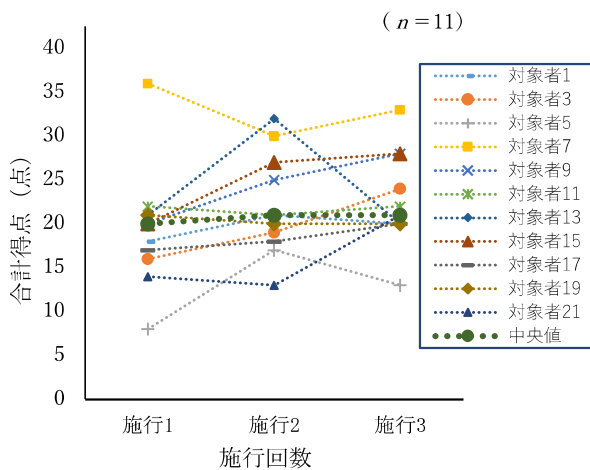 ( n = 11)
40
35
30
25
20
15
10
5
0
合計得点（点）
施行1 施行2 施行3
施行回数
対象者1
対象者3
対象者5
対象者7
対象者9
対象者11
対象者13
対象者15
対象者17
対象者19
対象者21
中央値